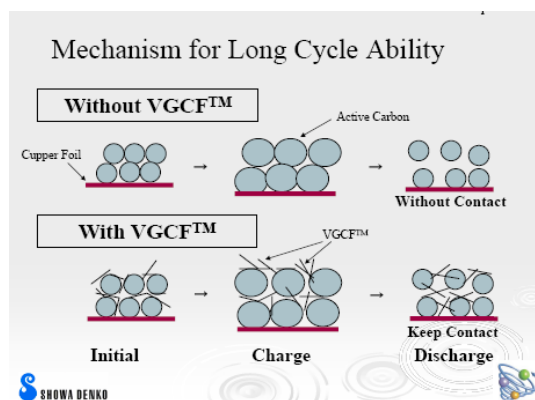 Mechanism for Long Cycle Ability
Without VGCF™
Active Carbon
Cupper Foil
→ →
Without Contact
With VGCF™
VGCF™
→ →
Keep Contact
Initial Charge Discharge
SHOWA DENKO